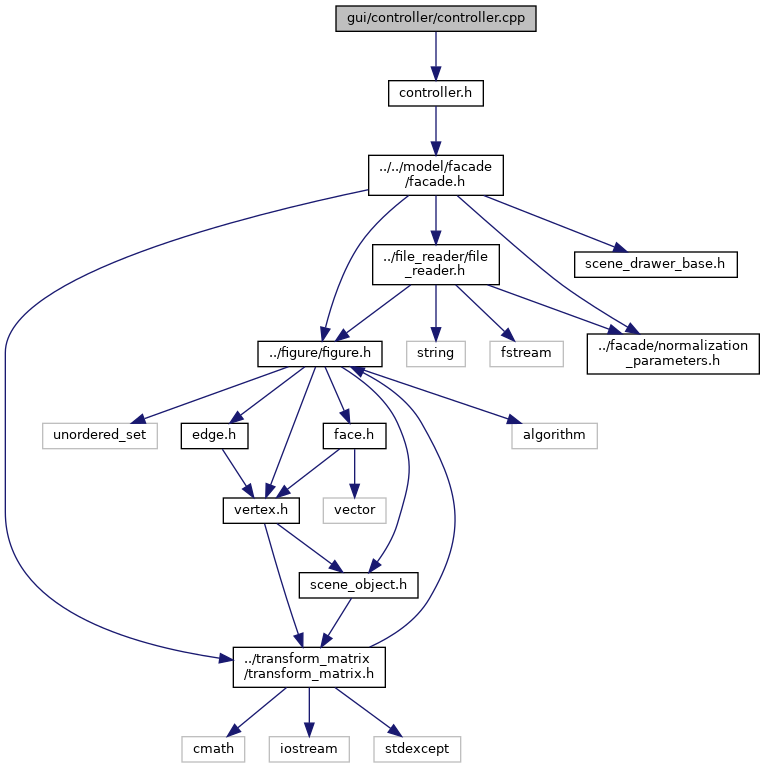 gui/controller/controller.cpp
controller.h
../../model/facade
/facade.h
../file_reader/file
_reader.h
scene_drawer_base.h
../figure/figure.h
string
fstream
../facade/normalization
_parameters.h
unordered_set
edge.h
face.h
algorithm
vertex.h
vector
scene_object.h
../transform_matrix
/transform_matrix.h
cmath
iostream
stdexcept